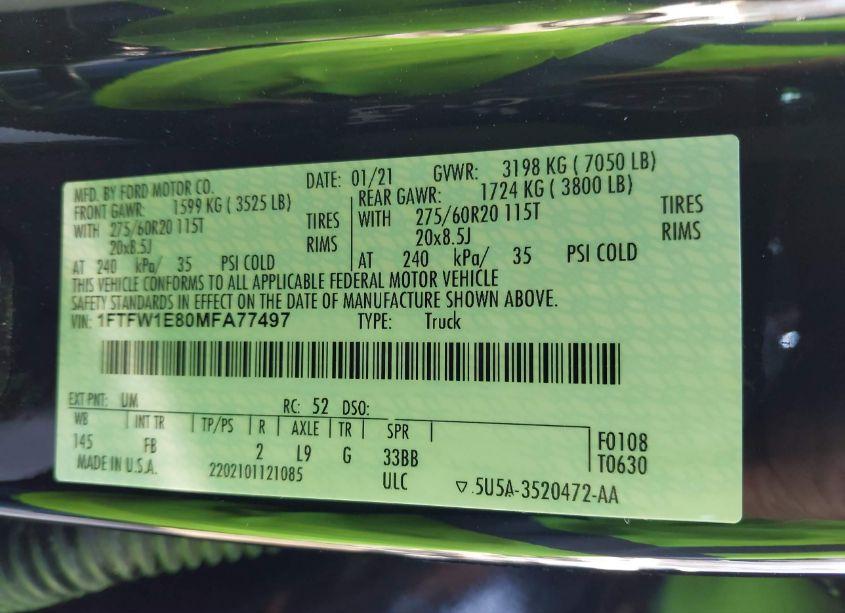 MFD. BY FORD MOTOR CO.
DATE: 01/21 GVWR: 3198 KG ( 7050 LB)
FRONT GAWR: 1599 KG ( 3525 LB)
WITH 275/60R20 115T TIRES
20x8.5J RIMS
AT 240 kPa/ 35 PSI COLD
REAR GAWR: 1724 KG ( 3800 LB)
WITH 275/60R20 115T TIRES
20x8.5J RIMS
AT 240 kPa/ 35 PSI COLD
THIS VEHICLE CONFORMS TO ALL APPLICABLE FEDERAL MOTOR VEHICLE
SAFETY STANDARDS IN EFFECT ON THE DATE OF MANUFACTURE SHOWN ABOVE.
VIN: 1FTFW1E80MFA77497 TYPE: Truck
EXT PNT: UM RC: 52 DSO:
WB INT TR TP/PS R AXLE TR SPR
145 FB 2 L9 G 33BB
F0108
T0630
MADE IN U.S.A. 2202101121085 ULC
▽ .5U5A-3520472-AA